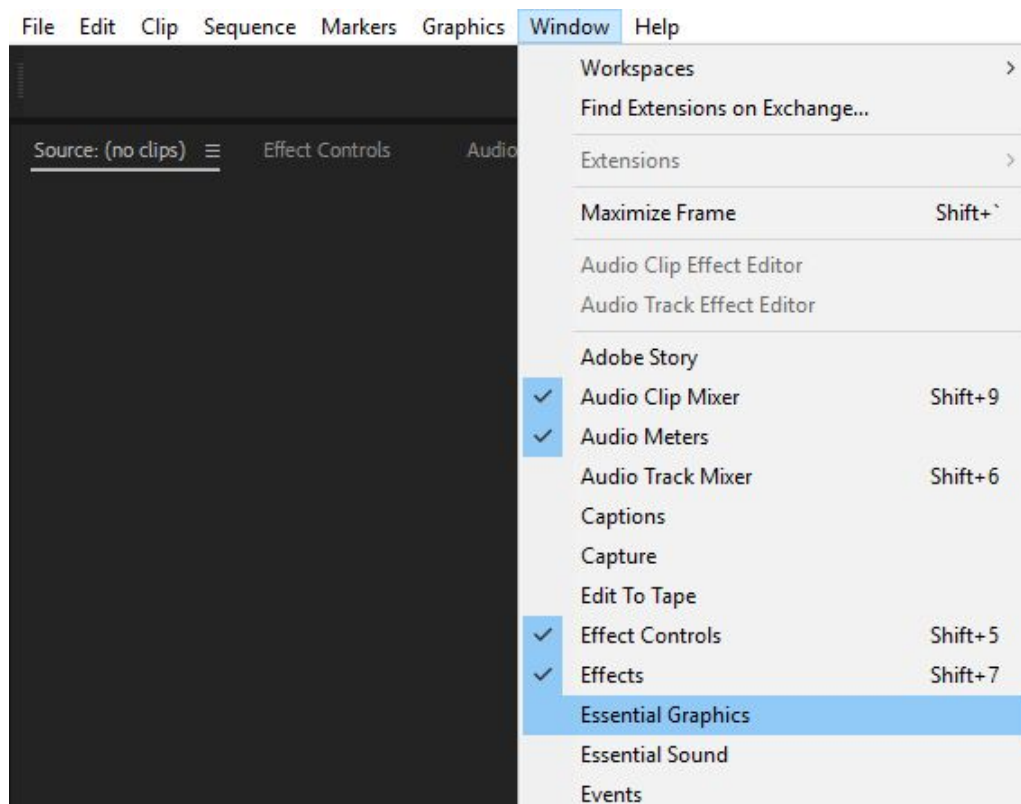 File Edit Clip Sequence Markers Graphics Window Help
Source: (no clips) Effect Controls Audio
Workspaces
Find Extensions on Exchange...
Extensions
Maximize Frame Shift+`
Audio Clip Effect Editor
Audio Track Effect Editor
Adobe Story
Audio Clip Mixer Shift+9
Audio Meters
Audio Track Mixer Shift+6
Captions
Capture
Edit To Tape
Effect Controls Shift+5
Effects Shift+7
Essential Graphics
Essential Sound
Events